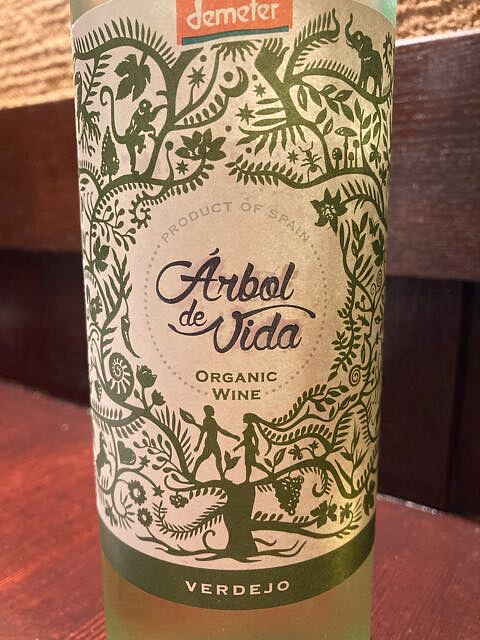 demeter
PRODUCT OF SPAIN
Árbol
de Vida
ORGANIC
WINE
VERDEJO